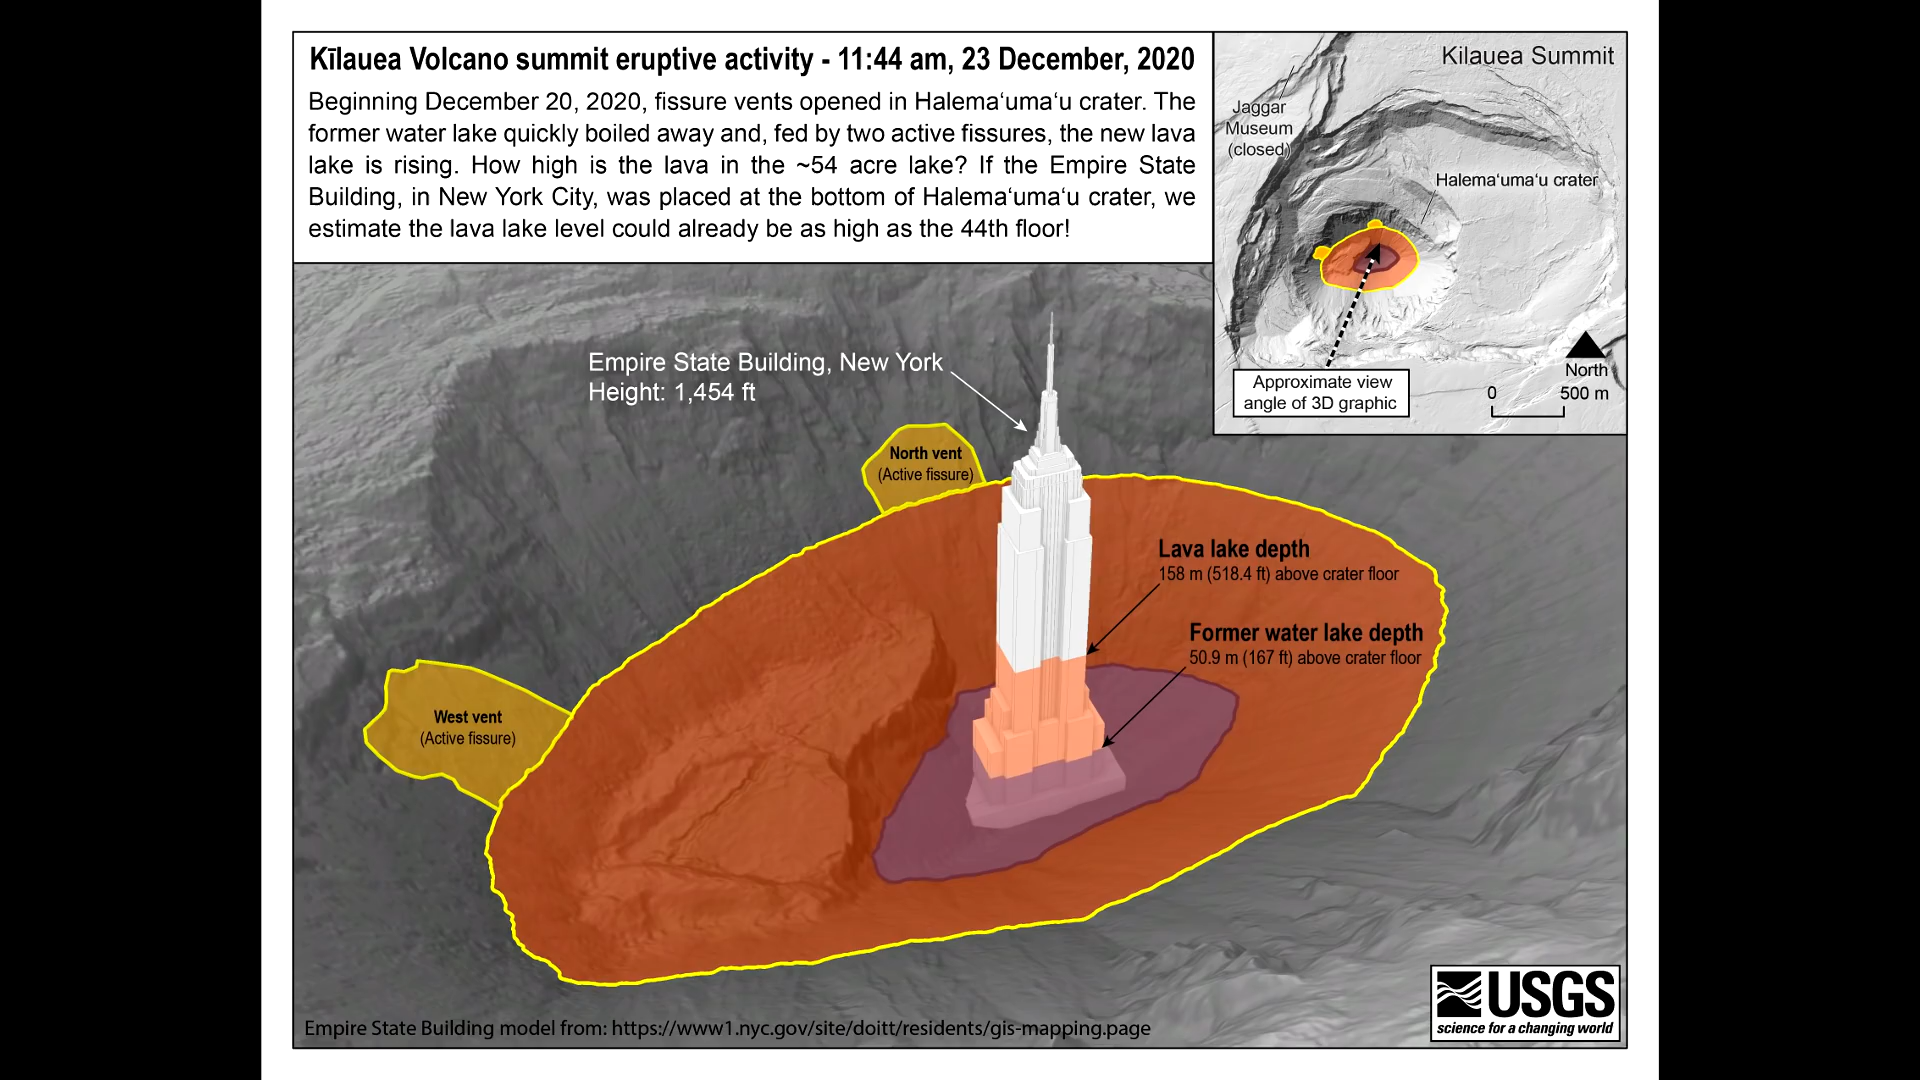 Kīlauea Volcano summit eruptive activity - 11:44 am, 23 December, 2020
Beginning December 20, 2020, fissure vents opened in Halemaʻumaʻu crater. The
former water lake quickly boiled away and, fed by two active fissures, the new lava
lake is rising. How high is the lava in the ~54 acre lake? If the Empire State
Building, in New York City, was placed at the bottom of Halemaʻumaʻu crater, we
estimate the lava lake level could already be as high as the 44th floor!
Kilauea Summit
Jaggar
Museum
(closed)
Halemaʻumaʻu crater
North
0 500 m
Approximate view
angle of 3D graphic
Empire State Building, New York
Height: 1,454 ft
North vent
(Active fissure)
Lava lake depth
158 m (518.4 ft) above crater floor
Former water lake depth
50.9 m (167 ft) above crater floor
West vent
(Active fissure)
Empire State Building model from: https://www1.nyc.gov/site/doitt/residents/gis-mapping.page
USGS
science for a changing world